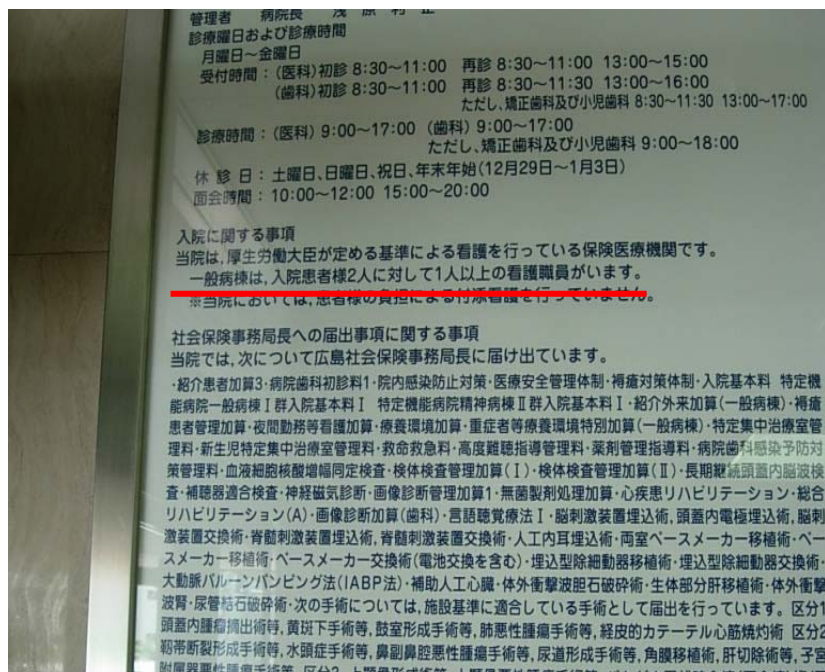 管理者 病院長 浅原利正
診療曜日および診療時間
月曜日～金曜日
受付時間：(医科)初診 8:30～11:00 再診 8:30～11:00 13:00～15:00
(歯科)初診 8:30～11:00 再診 8:30～11:30 13:00～16:00
ただし、矯正歯科及び小児歯科 8:30～11:30 13:00～17:00
診療時間：(医科) 9:00～17:00 (歯科) 9:00～17:00
ただし、矯正歯科及び小児歯科 9:00～18:00
休診日：土曜日、日曜日、祝日、年末年始(12月29日～1月3日)
面会時間：10:00～12:00 15:00～20:00
入院に関する事項
当院は，厚生労働大臣が定める基準による看護を行っている保険医療機関です。
一般病棟は，入院患者様2人に対して1人以上の看護職員がいます。
※当院においては，患者様の負担による付添看護を行っていません。
社会保険事務局長への届出事項に関する事項
当院では，次について広島社会保険事務局長に届け出ています。
・紹介患者加算3・病院歯科初診料1・院内感染防止対策・医療安全管理体制・褥瘡対策体制・入院基本料 特定機
能病院一般病棟Ⅰ群入院基本料Ⅰ 特定機能病院精神病棟Ⅱ群入院基本料Ⅰ・紹介外来加算(一般病棟)・褥瘡
患者管理加算・夜間勤務等看護加算・療養環境加算・重症者等療養環境特別加算(一般病棟)・特定集中治療室管
理料・新生児特定集中治療室管理料・救命救急料・高度難聴指導管理料・薬剤管理指導料・病院歯科感染予防対
策管理料・血液細胞核酸増幅同定検査・検体検査管理加算(Ⅰ)・検体検査管理加算(Ⅱ)・長期継続頭蓋内脳波検
査・補聴器適合検査・神経磁気診断・画像診断管理加算1・無菌製剤処理加算・心疾患リハビリテーション・総合
リハビリテーション(A)・画像診断加算(歯科)・言語聴覚療法Ⅰ・脳刺激装置埋込術，頭蓋内電極埋込術，脳刺
激装置交換術・脊髄刺激装置埋込術，脊髄刺激装置交換術・人工内耳埋込術・両室ペースメーカー移植術・ペー
スメーカー移植術・ペースメーカー交換術(電池交換を含む)・埋込型除細動器移植術・埋込型除細動器交換術・
大動脈バルーンパンピング法(IABP法)・補助人工心臓・体外衝撃波胆石破砕術・生体部分肝移植術・体外衝撃
波腎・尿管結石破砕術・次の手術については，施設基準に適合している手術として届出を行っています。区分1
頭蓋内腫瘤摘出術等，黄斑下手術等，鼓室形成手術等，肺悪性腫瘍手術等，経皮的カテーテル心筋焼灼術 区分2
靭帯断裂形成手術等，水頭症手術等，鼻副鼻腔悪性腫瘍手術等，尿道形成手術等，角膜移植術，肝切除術等，子宮
附属器悪性腫瘍手術等